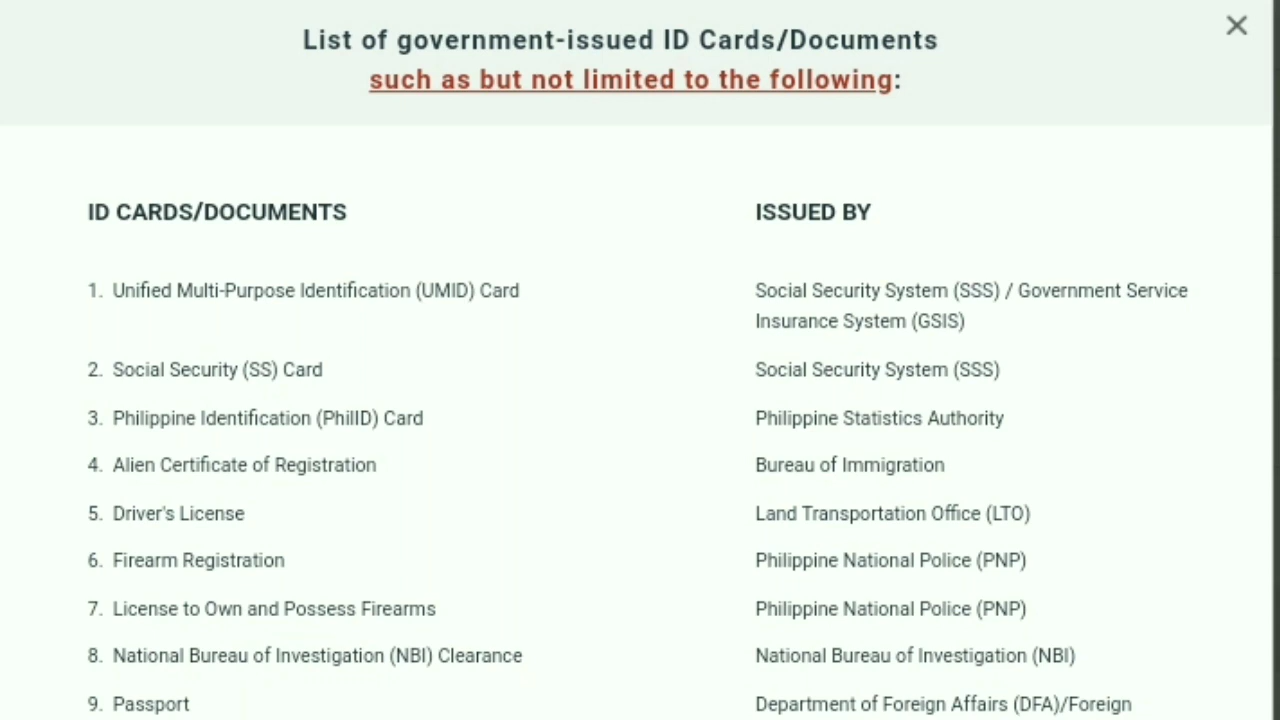 List of government-issued ID Cards/Documents
such as but not limited to the following:
ID CARDS/DOCUMENTS ISSUED BY
1. Unified Multi-Purpose Identification (UMID) Card Social Security System (SSS) / Government Service
Insurance System (GSIS)
2. Social Security (SS) Card Social Security System (SSS)
3. Philippine Identification (PhilID) Card Philippine Statistics Authority
4. Alien Certificate of Registration Bureau of Immigration
5. Driver's License Land Transportation Office (LTO)
6. Firearm Registration Philippine National Police (PNP)
7. License to Own and Possess Firearms Philippine National Police (PNP)
8. National Bureau of Investigation (NBI) Clearance National Bureau of Investigation (NBI)
9. Passport Department of Foreign Affairs (DFA)/Foreign